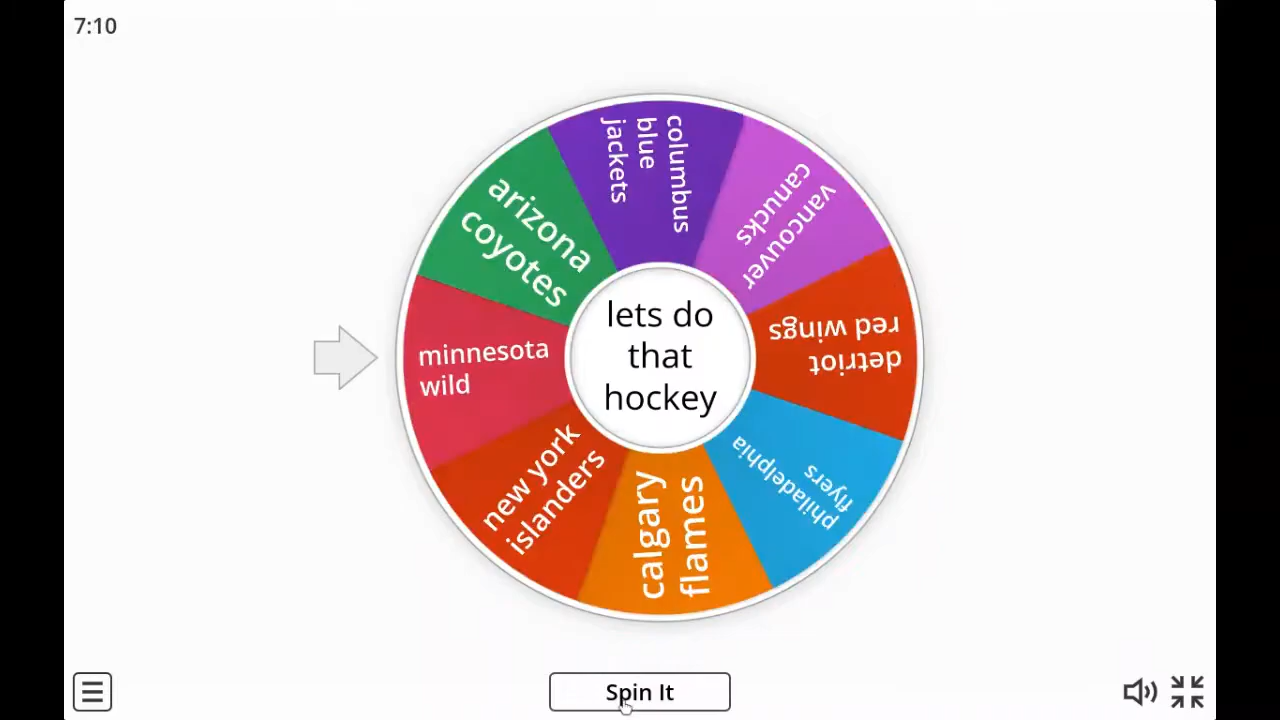 7:10
columbus
blue
jackets
vancouver
canucks
arizona
coyotes
detriot
red wings
lets do
that
hockey
minnesota
wild
philadelphia
flyers
new york
islanders
calgary
flames
Spin It